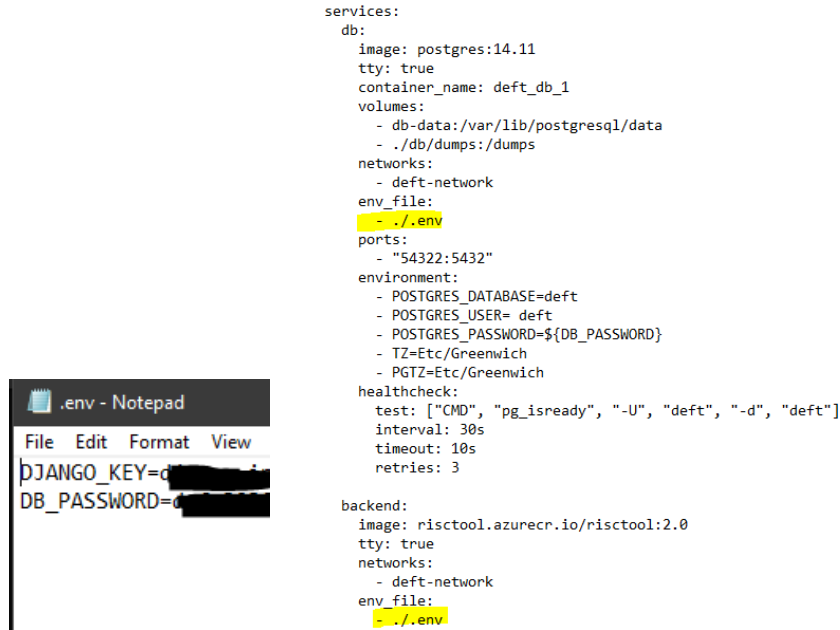 services:
db:
image: postgres:14.11
tty: true
container_name: deft_db_1
volumes:
- db-data:/var/lib/postgresql/data
- ./db/dumps:/dumps
networks:
- deft-network
env_file:
- ./.env
ports:
- "54322:5432"
environment:
- POSTGRES_DATABASE=deft
- POSTGRES_USER= deft
- POSTGRES_PASSWORD=${DB_PASSWORD}
- TZ=Etc/Greenwich
- PGTZ=Etc/Greenwich
healthcheck:
test: ["CMD", "pg_isready", "-U", "deft", "-d", "deft"]
interval: 30s
timeout: 10s
retries: 3
backend:
image: risctool.azurecr.io/risctool:2.0
tty: true
networks:
- deft-network
env_file:
- ./.env
.env - Notepad
File Edit Format View
DJANGO_KEY=
DB_PASSWORD=